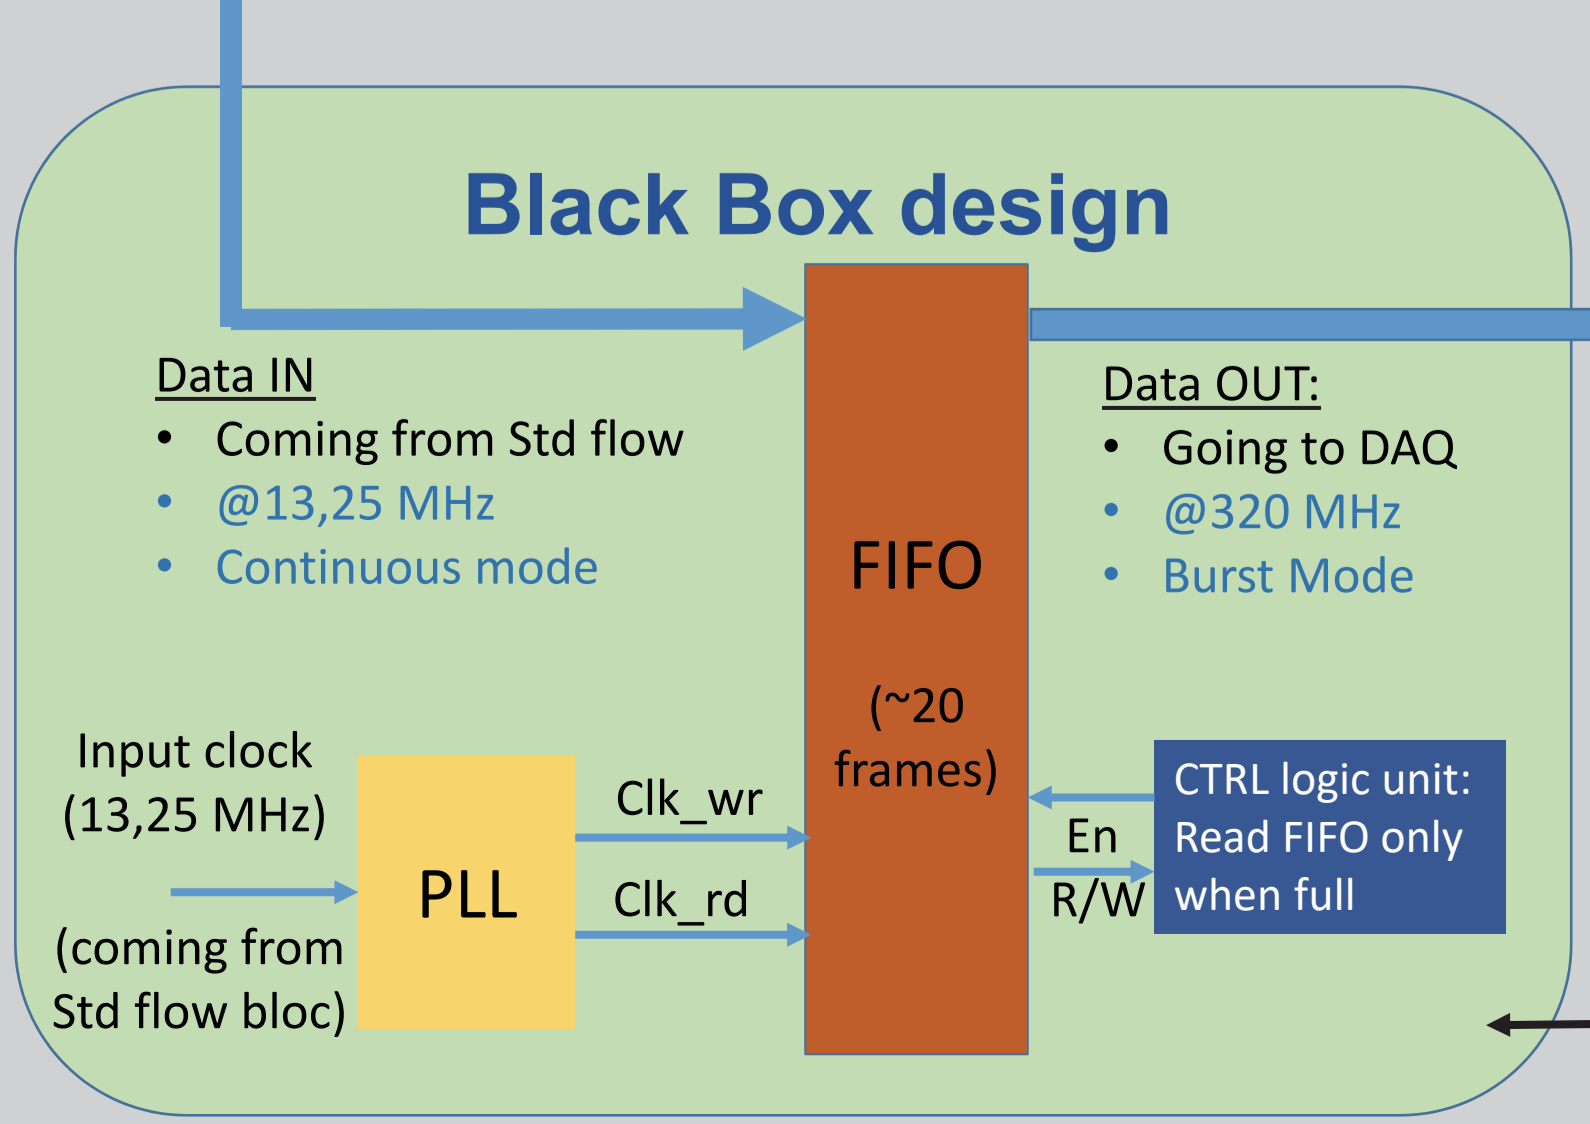 Black Box design
Data IN
• Coming from Std flow
• @13,25 MHz
• Continuous mode
Data OUT:
• Going to DAQ
• @320 MHz
• Burst Mode
FIFO
(~20
frames)
Input clock
(13,25 MHz)
(coming from
Std flow bloc)
PLL
Clk_wr
Clk_rd
En
R/W
CTRL logic unit:
Read FIFO only
when full